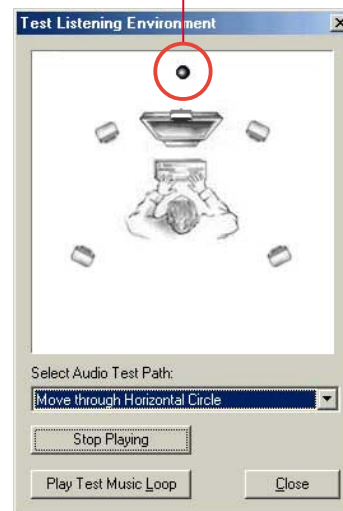 Test Listening Environment
Select Audio Test Path:
Move through Horizontal Circle
Stop Playing
Play Test Music Loop
Close